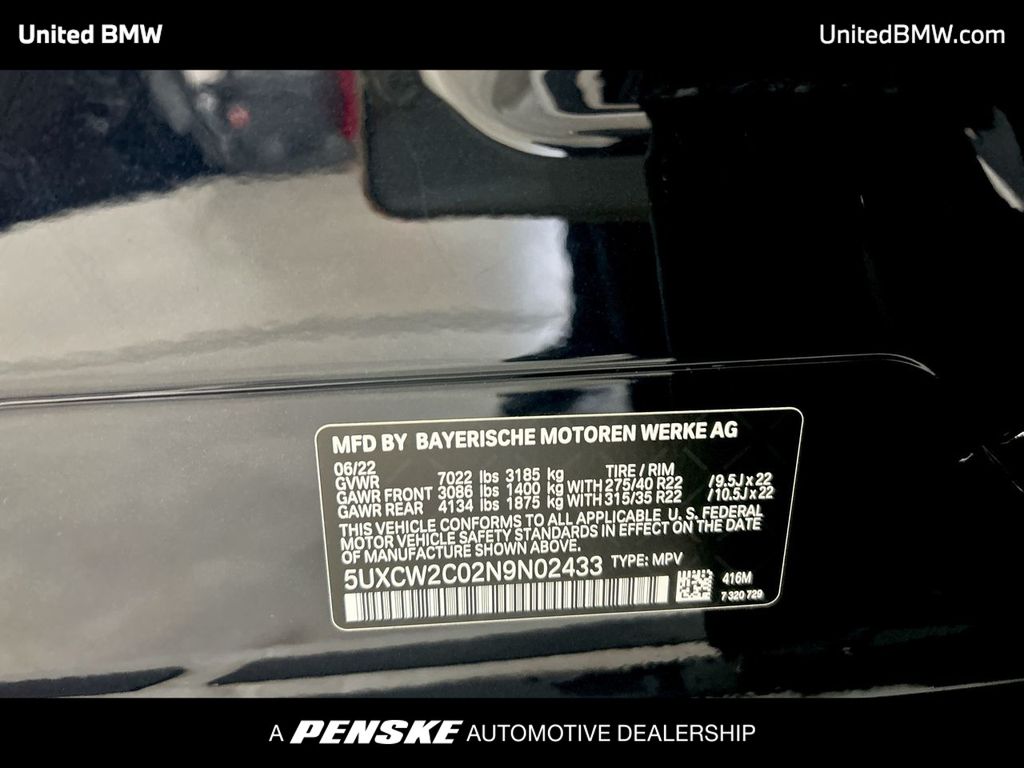 United BMW
UnitedBMW.com
MFD BY BAYERISCHE MOTOREN WERKE AG
06/22
GVWR 7022 lbs 3185 kg TIRE / RIM
GAWR FRONT 3086 lbs 1400 kg WITH 275/40 R22 / 9.5J x 22
GAWR REAR 4134 lbs 1875 kg WITH 315/35 R22 / 10.5J x 22
THIS VEHICLE CONFORMS TO ALL APPLICABLE U. S. FEDERAL
MOTOR VEHICLE SAFETY STANDARDS IN EFFECT ON THE DATE
OF MANUFACTURE SHOWN ABOVE.
5UXCW2C02N9N02433 TYPE: MPV
416M
7 320 729
A PENSKE AUTOMOTIVE DEALERSHIP